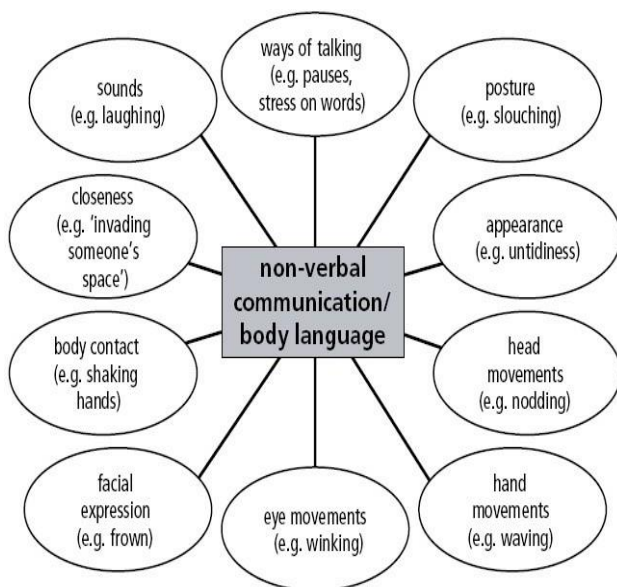 ways of talking
(e.g. pauses,
stress on words)
sounds
(e.g. laughing)
posture
(e.g. slouching)
closeness
(e.g. ‘invading
someone’s
space’)
appearance
(e.g. untidiness)
non-verbal
communication/
body language
body contact
(e.g. shaking
hands)
head
movements
(e.g. nodding)
facial
expression
(e.g. frown)
eye movements
(e.g. winking)
hand
movements
(e.g. waving)